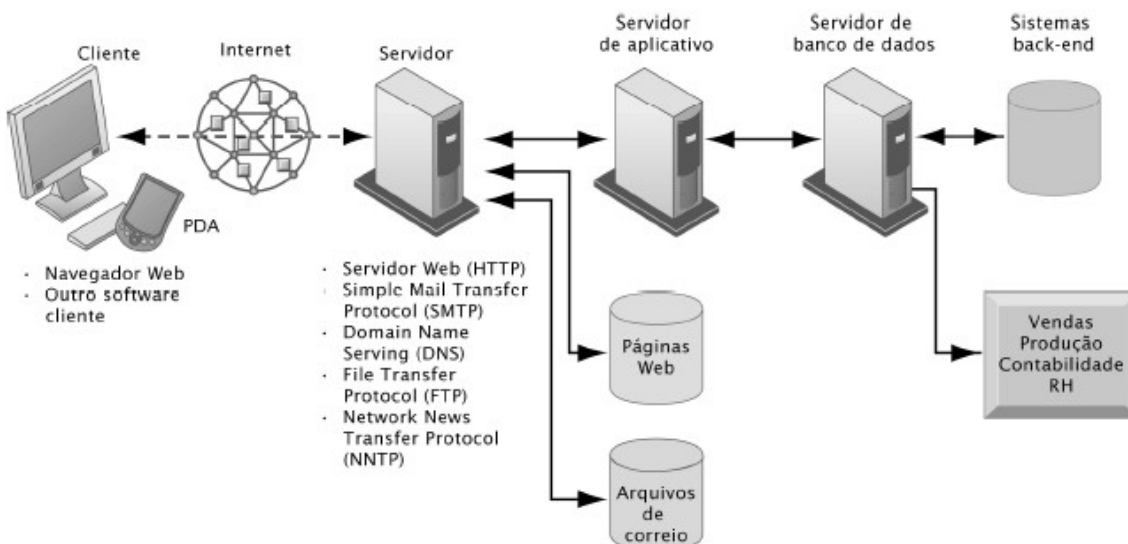 Cliente
Internet
Servidor
Servidor
de aplicativo
Servidor de
banco de dados
Sistemas
back-end
PDA
· Navegador Web
· Outro software
cliente
· Servidor Web (HTTP)
· Simple Mail Transfer
Protocol (SMTP)
· Domain Name
Serving (DNS)
· File Transfer
Protocol (FTP)
· Network News
Transfer Protocol
(NNTP)
Páginas
Web
Arquivos
de
correio
Vendas
Produção
Contabilidade
RH